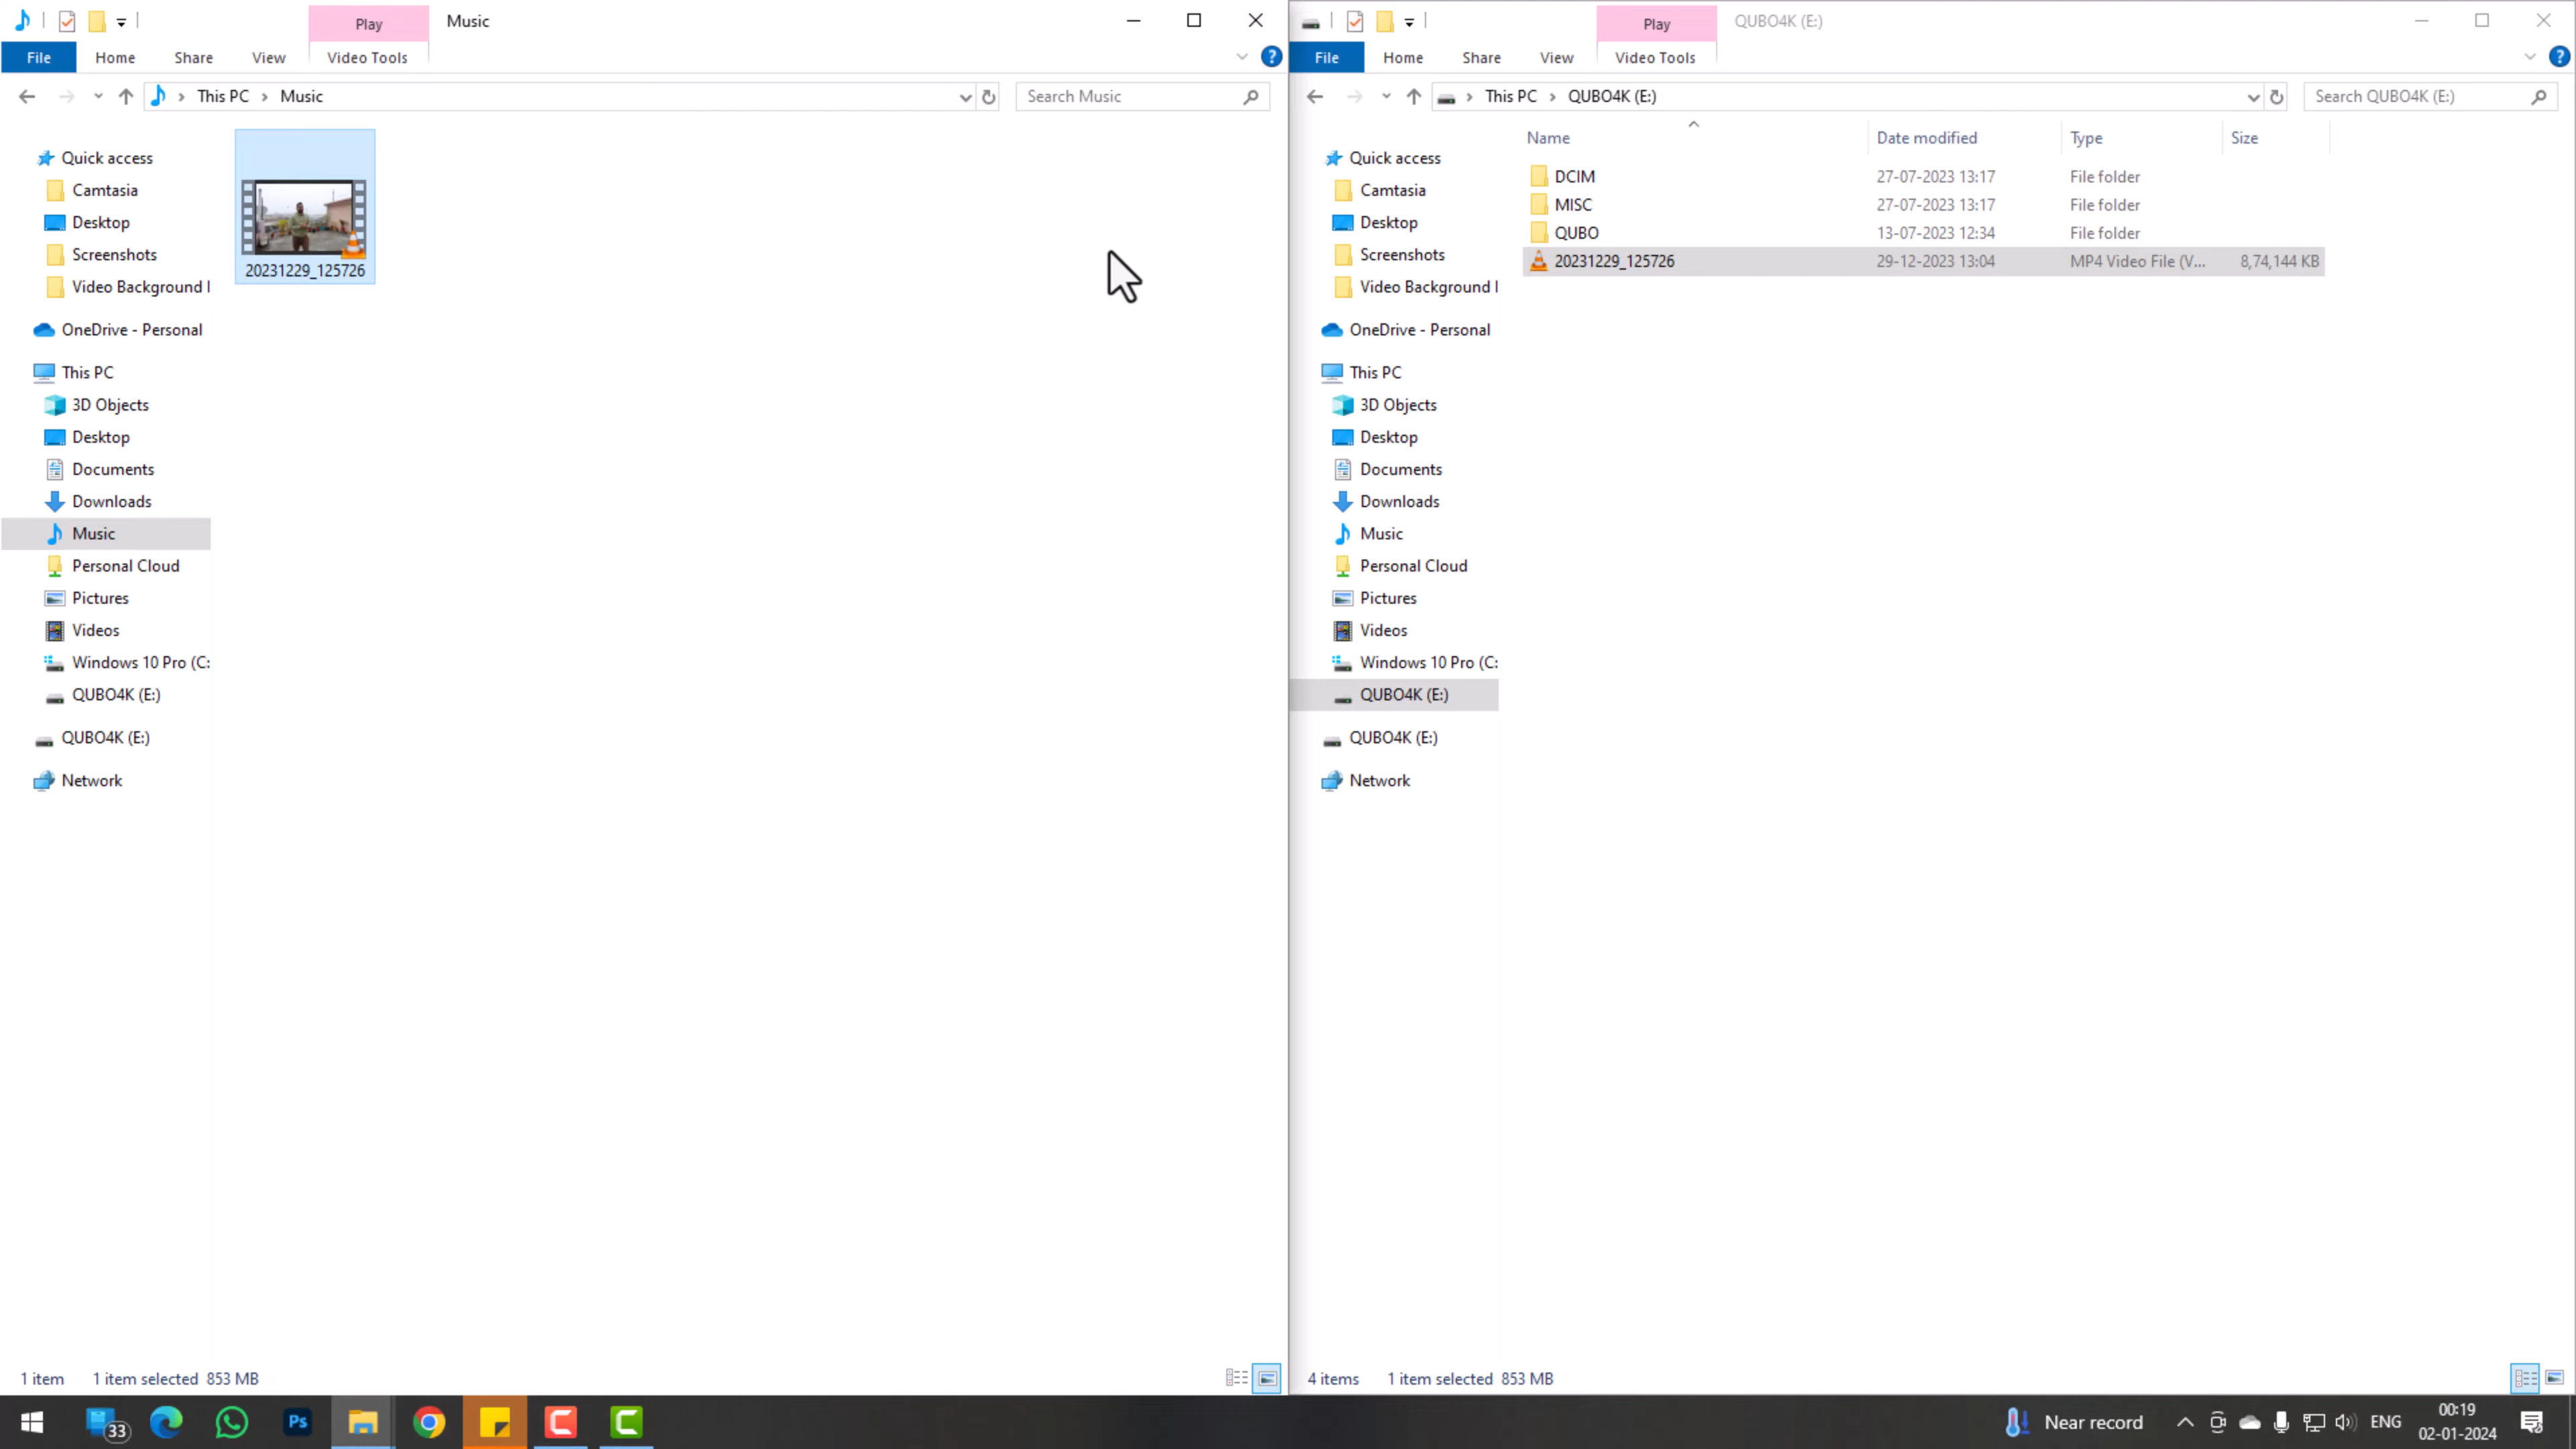 Play
Music
File
Home
Share
View
Video Tools
This PC
Music
Search Music
Quick access
Camtasia
Desktop
Screenshots
Video Background I
OneDrive - Personal
This PC
3D Objects
Desktop
Documents
Downloads
Music
Personal Cloud
Pictures
Videos
Windows 10 Pro (C:
QUBO4K (E:)
QUBO4K (E:)
Network
20231229_125726
1 item
1 item selected 853 MB
Play
QUBO4K (E:)
File
Home
Share
View
Video Tools
?
This PC
QUBO4K (E:)
Search QUBO4K (E:)
Quick access
Camtasia
Desktop
Screenshots
Video Background I
OneDrive - Personal
This PC
3D Objects
Desktop
Documents
Downloads
Music
Personal Cloud
Pictures
Videos
Windows 10 Pro (C:
QUBO4K (E:)
QUBO4K (E:)
Network
Name Date modified Type Size
DCIM 27-07-2023 13:17 File folder
MISC 27-07-2023 13:17 File folder
QUBO 13-07-2023 12:34 File folder
20231229_125726 29-12-2023 13:04 MP4 Video File (V... 8,74,144 KB
4 items
1 item selected 853 MB
33
Ps
Near record
ENG
00:19
02-01-2024